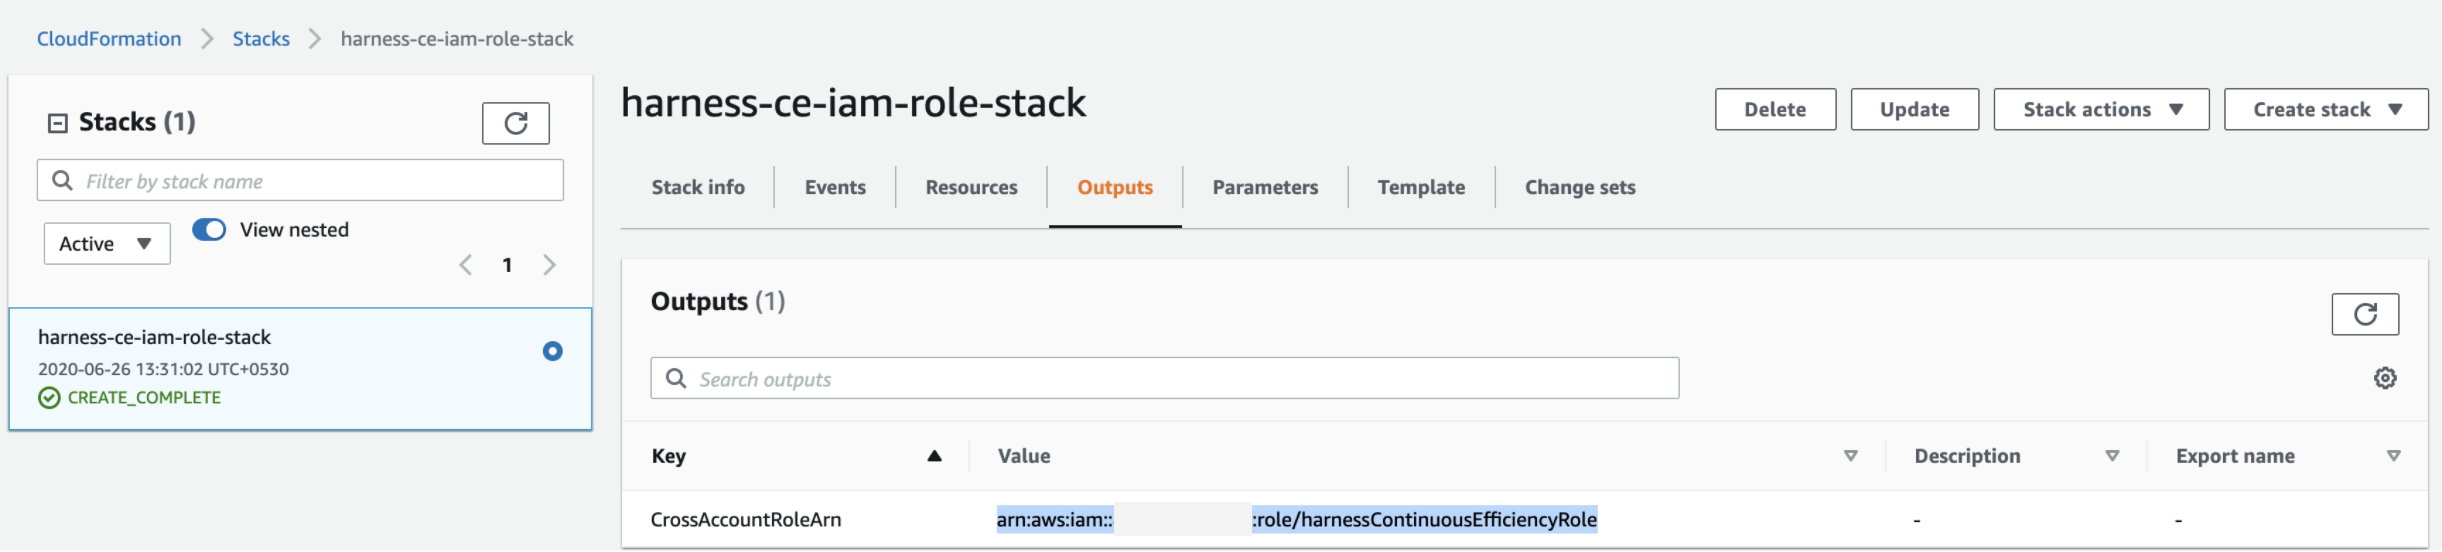 CloudFormation > Stacks > harness-ce-iam-role-stack
Stacks (1)
Filter by stack name
Active
View nested
1
harness-ce-iam-role-stack
2020-06-26 13:31:02 UTC+0530
CREATE_COMPLETE
harness-ce-iam-role-stack
Delete
Update
Stack actions
Create stack
Stack info
Events
Resources
Outputs
Parameters
Template
Change sets
Outputs (1)
Search outputs
Key Value Description Export name
CrossAccountRoleArn arn:aws:iam:: :role/harnessContinuousEfficiencyRole - -